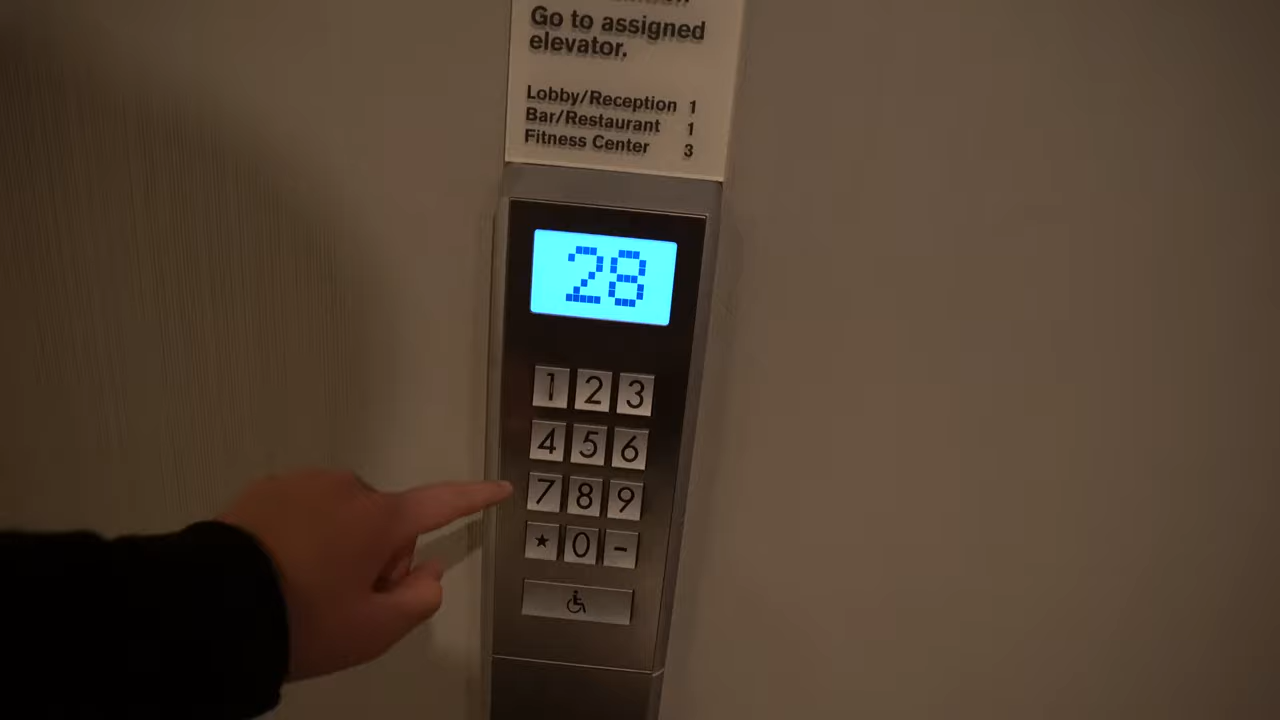 Go to assigned
elevator.
Lobby/Reception 1
Bar/Restaurant 1
Fitness Center 3
28
1 2 3
4 5 6
7 8 9
* 0 -